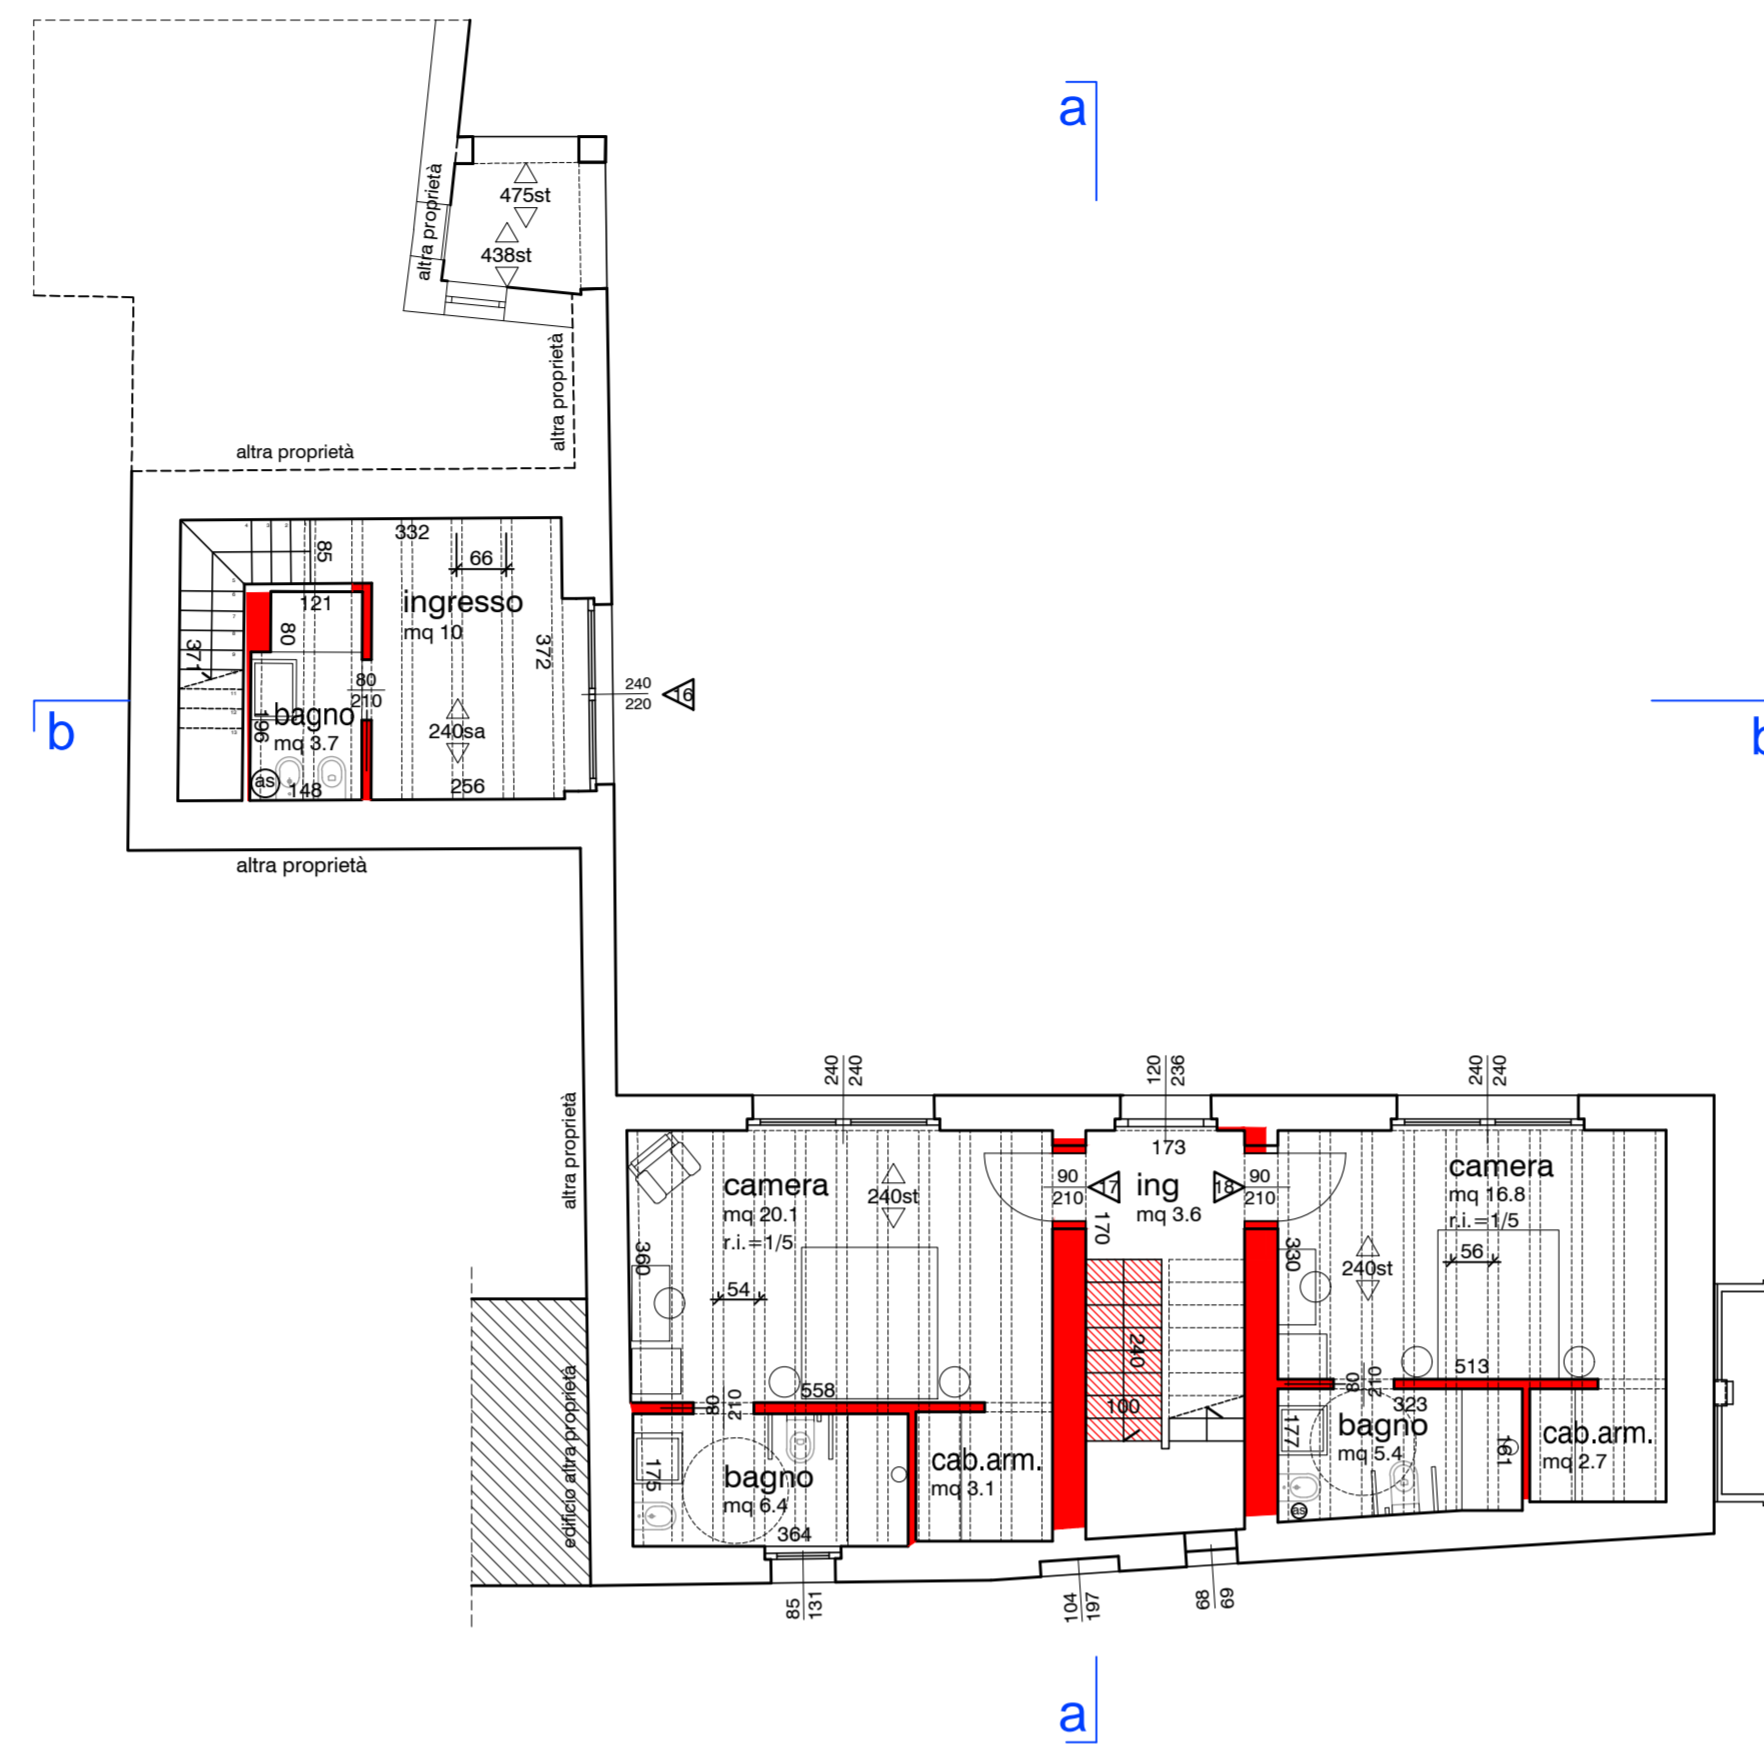 a
altra proprietà
475st
438st
altra proprietà
altra proprietà
332
85
66
121
ingresso
mq 10
80
371
372
80
210
240
220
16
b
b
bagno
mq 3.7
196
240sa
as
148
256
altra proprietà
altra proprietà
240
240
120
236
240
240
173
camera
mq 20.1
r.i.=1/5
240st
90
210
17
ing
mq 3.6
18
90
210
camera
mq 16.8
r.i.=1/5
170
360
330
54
240st
56
240
558
513
80
210
80
210
100
323
edificio altra proprietà
175
bagno
mq 6.4
364
cab.arm.
mq 3.1
177
bagno
mq 5.4
161
cab.arm.
mq 2.7
as
85
131
104
197
68
69
a